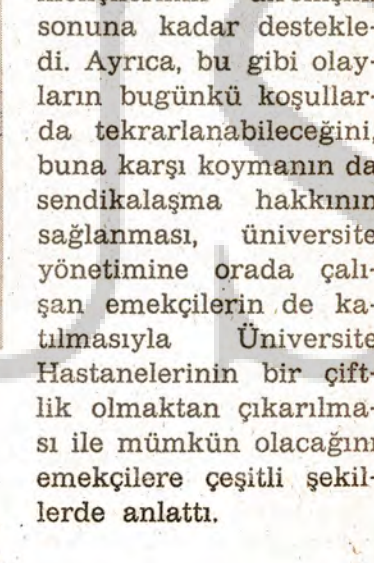 sonuna kadar destekle-
di. Ayrıca, bu gibi olay-
ların bugünkü koşullar-
da tekrarlanabileceğini,
buna karşı koymanın da
sendikalaşma hakkının
sağlanması, üniversite
yönetimine orada çalı-
şan emekçilerin de ka-
tılmasıyla Üniversite
Hastanelerinin bir çift-
lik olmaktan çıkarılma-
sı ile mümkün olacağını
emekçilere çeşitli şekil-
lerde anlattı.